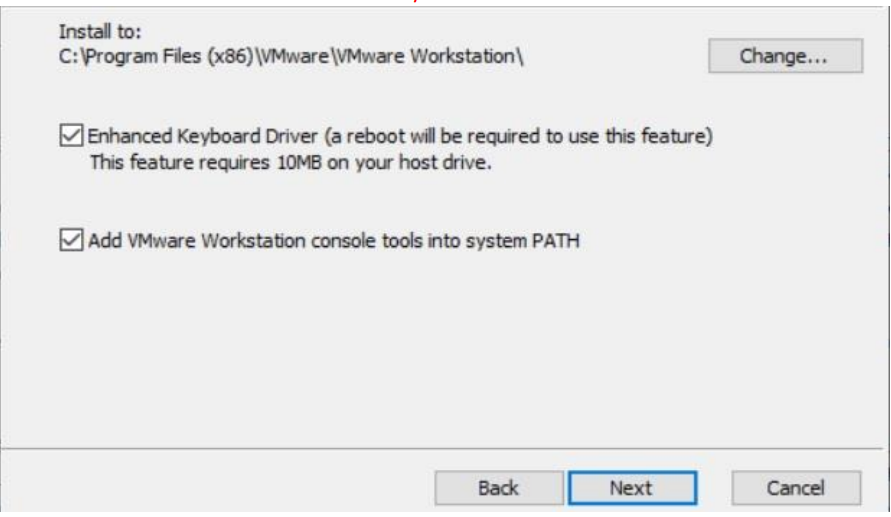 Install to:
C:\Program Files (x86)\VMware\VMware Workstation\
Change...
Enhanced Keyboard Driver (a reboot will be required to use this feature)
This feature requires 10MB on your host drive.
Add VMware Workstation console tools into system PATH
Back
Next
Cancel